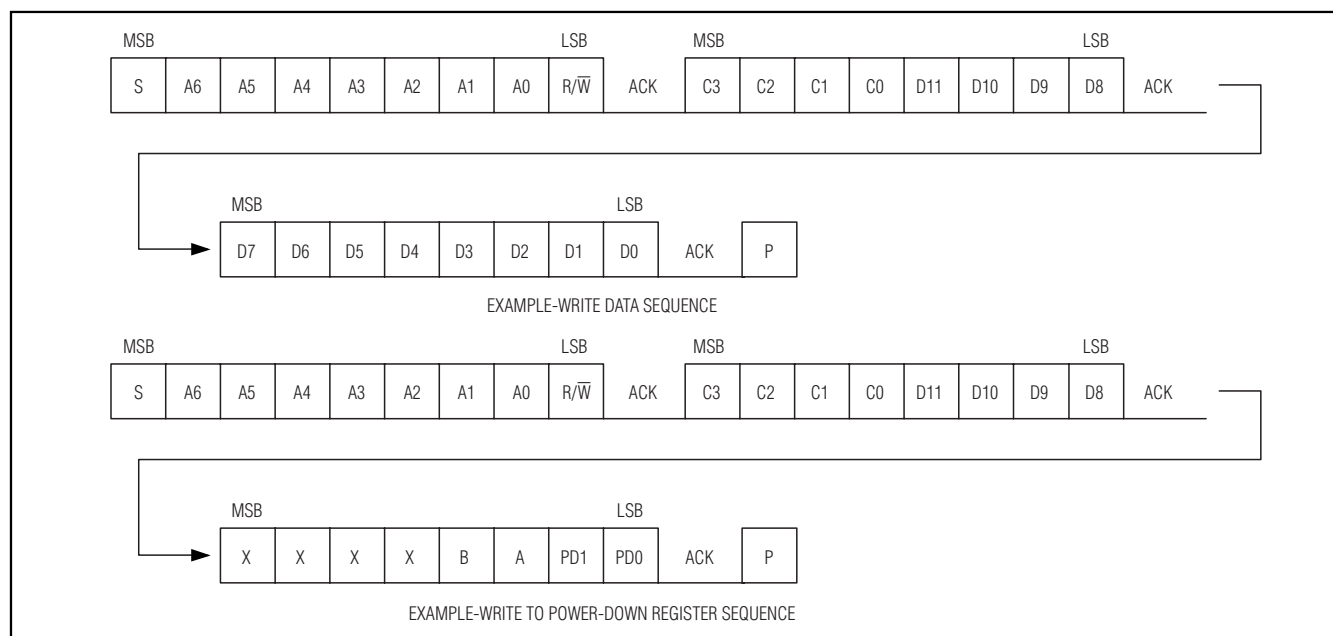 MSB LSB MSB LSB
S A6 A5 A4 A3 A2 A1 A0 R/W̅ ACK C3 C2 C1 C0 D11 D10 D9 D8 ACK
MSB LSB
D7 D6 D5 D4 D3 D2 D1 D0 ACK P
EXAMPLE-WRITE DATA SEQUENCE
MSB LSB MSB LSB
S A6 A5 A4 A3 A2 A1 A0 R/W̅ ACK C3 C2 C1 C0 D11 D10 D9 D8 ACK
MSB LSB
X X X X B A PD1 PD0 ACK P
EXAMPLE-WRITE TO POWER-DOWN REGISTER SEQUENCE